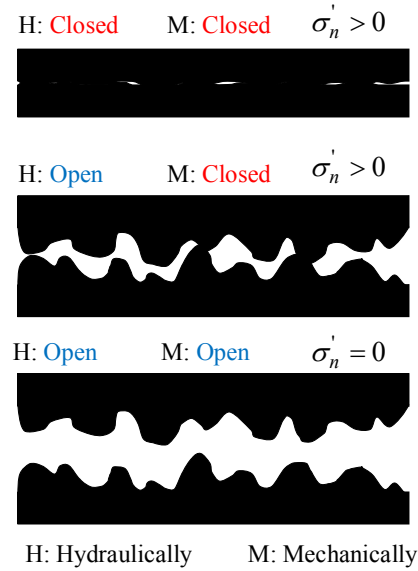 H: Closed M: Closed σ'ₙ > 0
H: Open M: Closed σ'ₙ > 0
H: Open M: Open σ'ₙ = 0
H: Hydraulically M: Mechanically